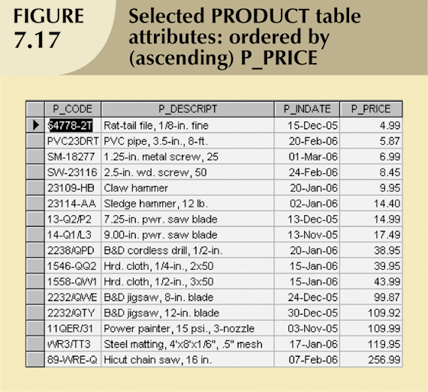 FIGURE 7.17
Selected PRODUCT table
attributes: ordered by
(ascending) P_PRICE
P_CODE P_DESCRIPT P_INDATE P_PRICE
54778-2T Rat-tail file, 1/8-in. fine 15-Dec-05 4.99
PVC23DRT PVC pipe, 3.5-in., 8-ft. 20-Feb-06 5.87
SM-18277 1.25-in. metal screw, 25 01-Mar-06 6.99
SW-23116 2.5-in. wd. screw, 50 24-Feb-06 8.45
23109-HB Claw hammer 20-Jan-06 9.95
23114-AA Sledge hammer, 12 lb. 02-Jan-06 14.40
13-Q2/P2 7.25-in. pwr. saw blade 13-Dec-05 14.99
14-Q1/L3 9.00-in. pwr. saw blade 13-Nov-05 17.49
2238/QPD B&D cordless drill, 1/2-in. 20-Jan-06 38.95
1546-QQ2 Hrd. cloth, 1/4-in., 2x50 15-Jan-06 39.95
1558-QW1 Hrd. cloth, 1/2-in., 3x50 15-Jan-06 43.99
2232/QWE B&D jigsaw, 8-in. blade 24-Dec-05 99.87
2232/QTY B&D jigsaw, 12-in. blade 30-Dec-05 109.92
11QER/31 Power painter, 15 psi., 3-nozzle 03-Nov-05 109.99
WR3/TT3 Steel matting, 4'x8'x1/6", .5" mesh 17-Jan-06 119.95
89-WRE-Q Hicut chain saw, 16 in. 07-Feb-06 256.99